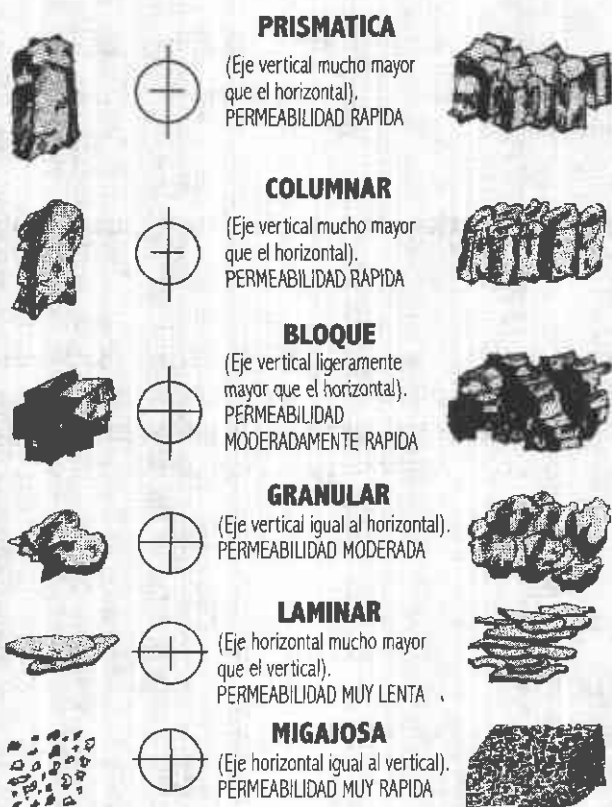 PRISMATICA
(Eje vertical mucho mayor
que el horizontal).
PERMEABILIDAD RAPIDA
COLUMNAR
(Eje vertical mucho mayor
que el horizontal).
PERMEABILIDAD RAPIDA
BLOQUE
(Eje vertical ligeramente
mayor que el horizontal).
PERMEABILIDAD
MODERADAMENTE RAPIDA
GRANULAR
(Eje vertical igual al horizontal).
PERMEABILIDAD MODERADA
LAMINAR
(Eje horizontal mucho mayor
que el vertical).
PERMEABILIDAD MUY LENTA
MIGAJOSA
(Eje horizontal igual al vertical).
PERMEABILIDAD MUY RAPIDA